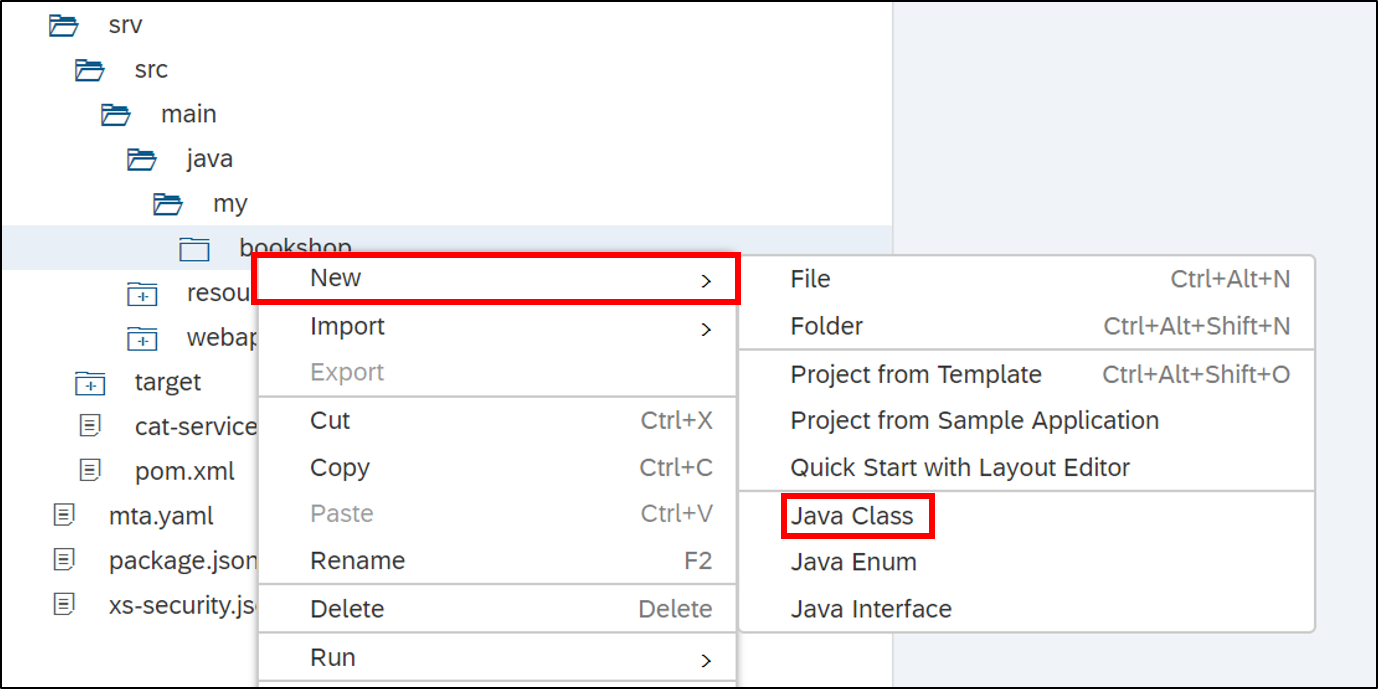 srv
src
main
java
my
bookshop
New
File Ctrl+Alt+N
resou
Import
Folder Ctrl+Alt+Shift+N
webap
Export
Project from Template Ctrl+Alt+Shift+O
target
Cut Ctrl+X
Project from Sample Application
cat-service
Copy Ctrl+C
Quick Start with Layout Editor
pom.xml
Paste Ctrl+V
Java Class
mta.yaml
Rename F2
Java Enum
package.json
Delete Delete
Java Interface
xs-security.js
Run